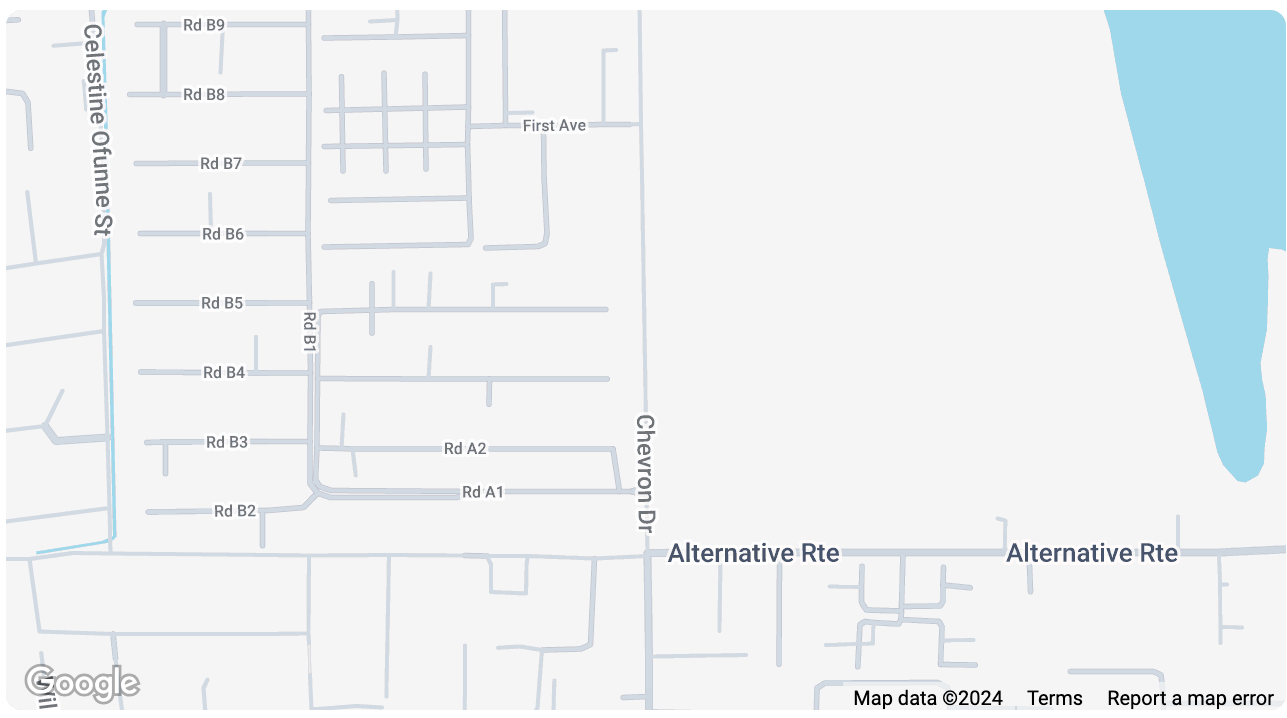 Rd B9
Celestine Ofunne St
Rd B8
First Ave
Rd B7
Rd B6
Rd B5
Rd B1
Rd B4
Rd B3
Rd A2
Chevron Dr
Rd A1
Rd B2
Alternative Rte
Alternative Rte
Google
Map data ©2024 Terms Report a map error